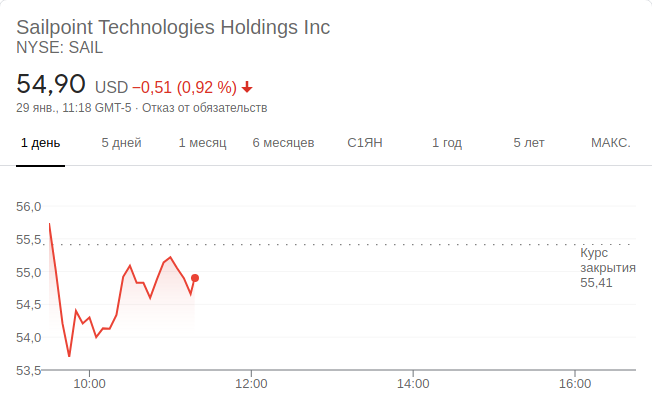 Sailpoint Technologies Holdings Inc
NYSE: SAIL
54,90 USD −0,51 (0,92 %)
29 янв., 11:18 GMT-5 · Отказ от обязательств
1 день 5 дней 1 месяц 6 месяцев С1ЯН 1 год 5 лет МАКС.
56,0
55,5
Курс
закрытия
55,41
55,0
54,5
54,0
53,5
10:00 12:00 14:00 16:00